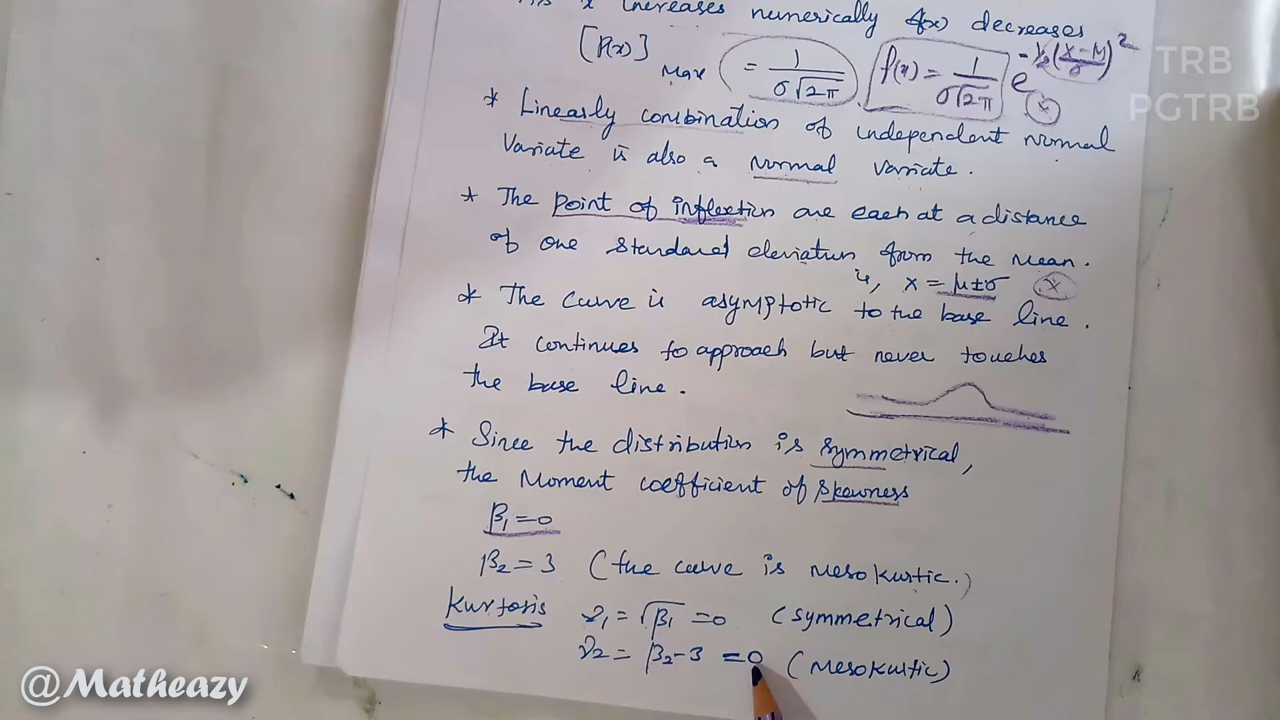 x increases numerically f(x) decreases
[P(x)] Max = 1/σ√2π f(x) = 1/σ√2π e^-½(x-μ/σ)²
TRB
PGTRB
* Linearly combination of independent normal
variate is also a normal variate.
* The point of inflection are each at a distance
of one standard deviation from the mean.
ie, x = μ±σ
* The curve is asymptotic to the base line.
It continues to approach but never touches
the base line.
* Since the distribution is symmetrical,
the Moment coefficient of skewness
β₁=0
β₂=3 (the curve is mesokurtic.)
Kurtosis γ₁ = √β₁ =0 (symmetrical)
γ₂ = β₂-3 =0 (Mesokurtic)
@Matheazy